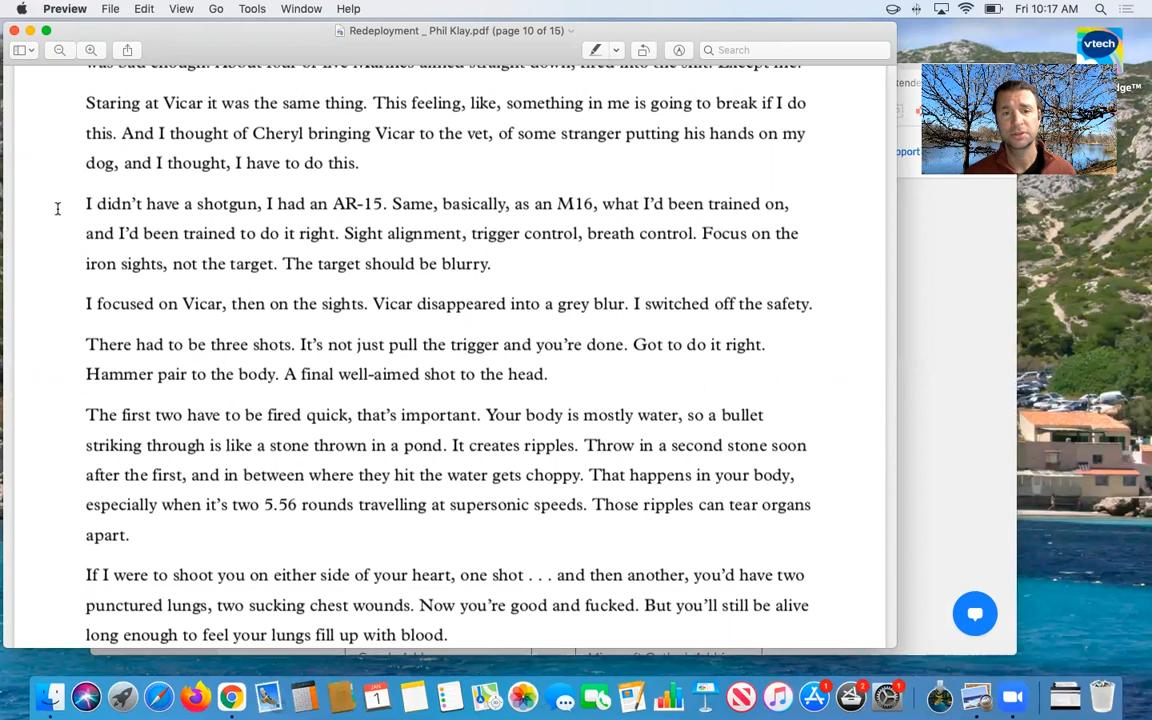 Preview File Edit View Go Tools Window Help Fri 10:17 AM
Redeployment _ Phil Klay.pdf (page 10 of 15)
Search
vtech
dge™
tende
pport
Staring at Vicar it was the same thing. This feeling, like, something in me is going to break if I do
this. And I thought of Cheryl bringing Vicar to the vet, of some stranger putting his hands on my
dog, and I thought, I have to do this.
I didn’t have a shotgun, I had an AR-15. Same, basically, as an M16, what I’d been trained on,
and I’d been trained to do it right. Sight alignment, trigger control, breath control. Focus on the
iron sights, not the target. The target should be blurry.
I focused on Vicar, then on the sights. Vicar disappeared into a grey blur. I switched off the safety.
There had to be three shots. It’s not just pull the trigger and you’re done. Got to do it right.
Hammer pair to the body. A final well-aimed shot to the head.
The first two have to be fired quick, that’s important. Your body is mostly water, so a bullet
striking through is like a stone thrown in a pond. It creates ripples. Throw in a second stone soon
after the first, and in between where they hit the water gets choppy. That happens in your body,
especially when it’s two 5.56 rounds travelling at supersonic speeds. Those ripples can tear organs
apart.
If I were to shoot you on either side of your heart, one shot . . . and then another, you’d have two
punctured lungs, two sucking chest wounds. Now you’re good and fucked. But you’ll still be alive
long enough to feel your lungs fill up with blood.
JAN
1
1
2
1